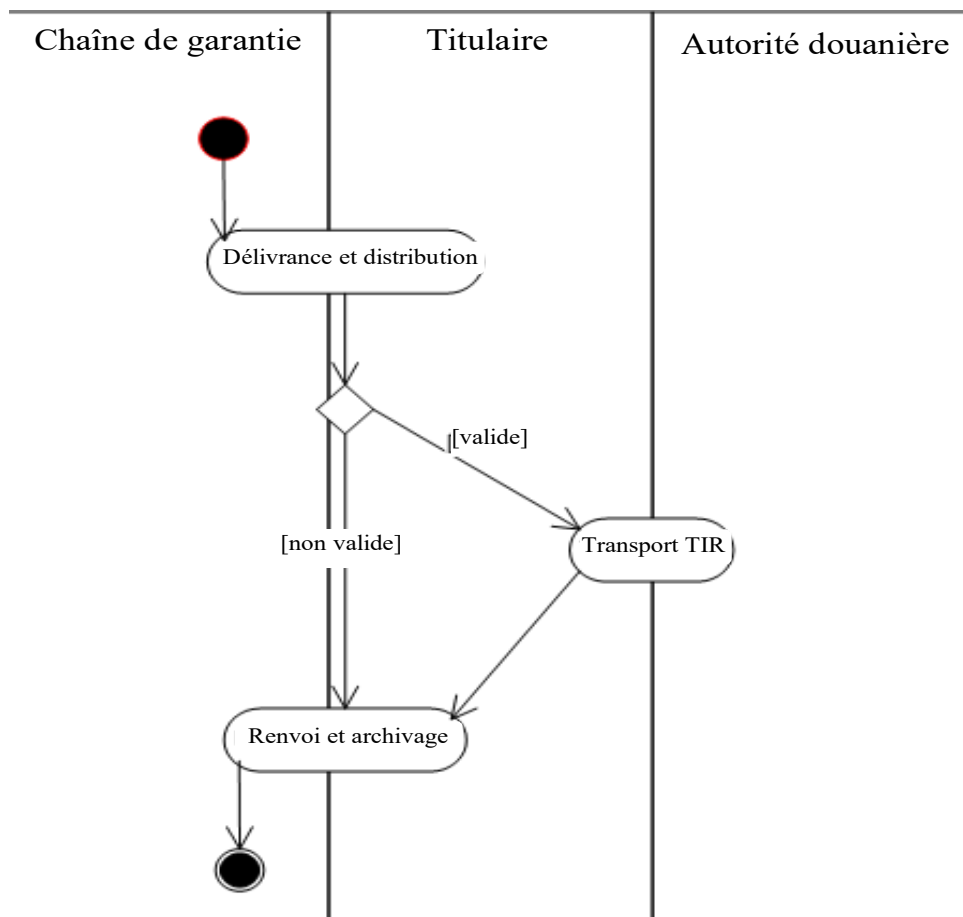 Chaîne de garantie
Titulaire
Autorité douanière
Délivrance et distribution
[valide]
[non valide]
Transport TIR
Renvoi et archivage